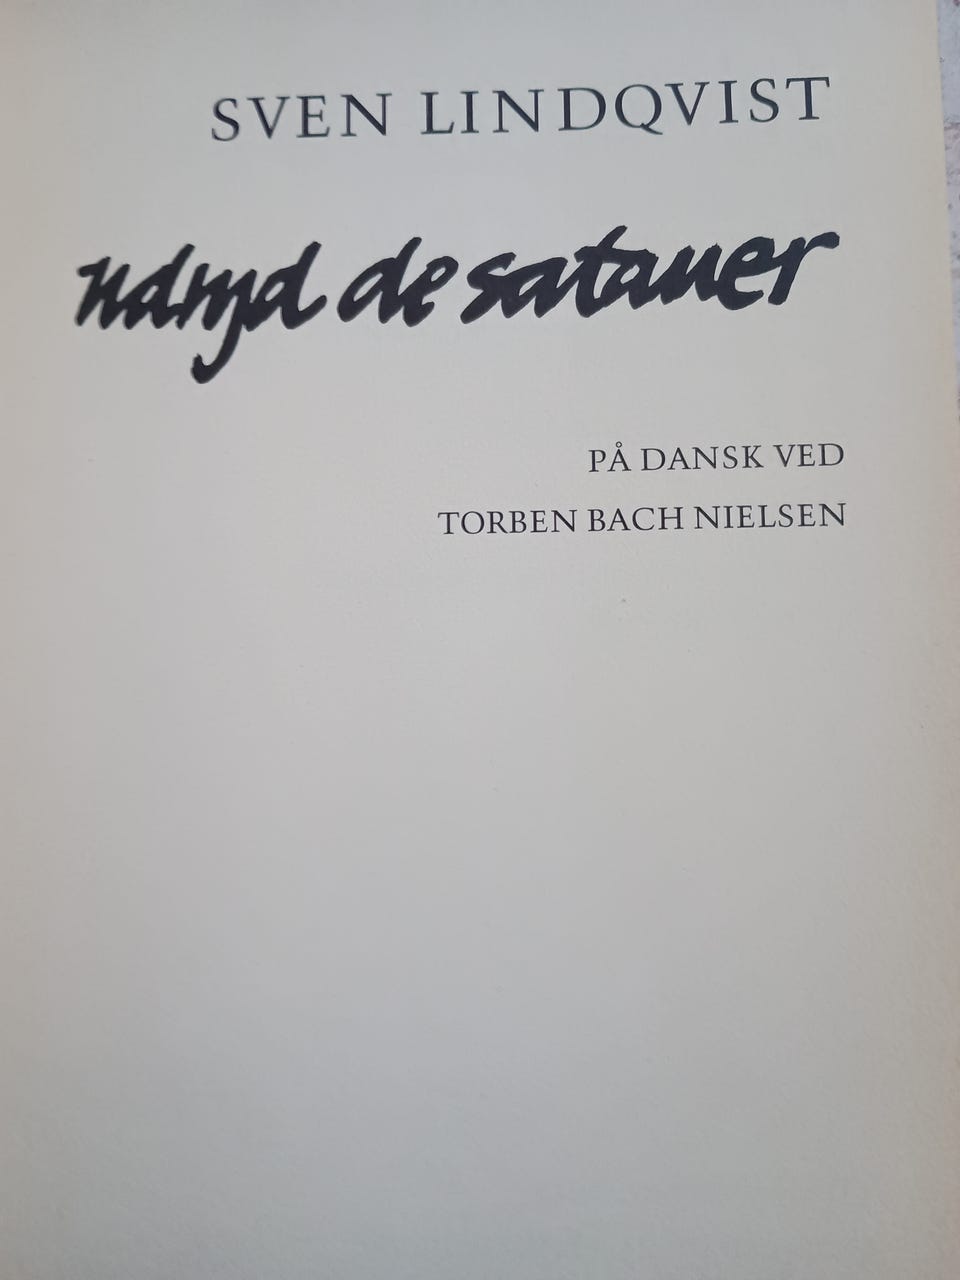 SVEN LINDQVIST
udryd de sataner
PÅ DANSK VED
TORBEN BACH NIELSEN